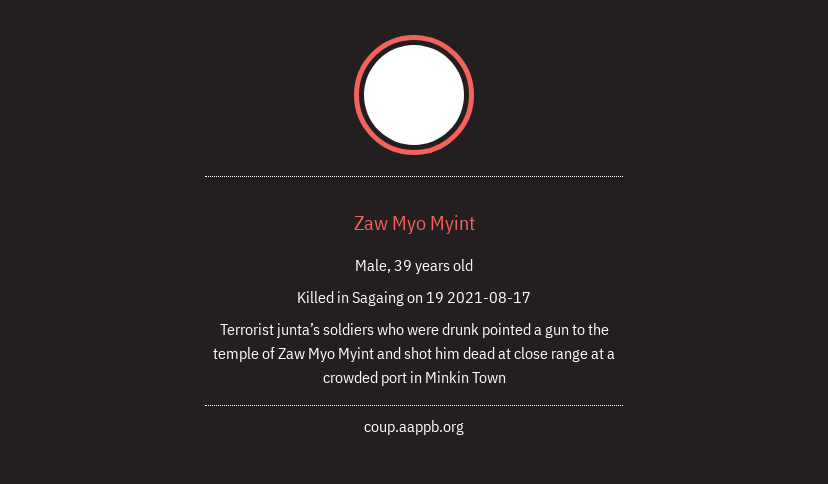 Zaw Myo Myint
Male, 39 years old
Killed in Sagaing on 19 2021-08-17
Terrorist junta’s soldiers who were drunk pointed a gun to the
temple of Zaw Myo Myint and shot him dead at close range at a
crowded port in Minkin Town
coup.aappb.org